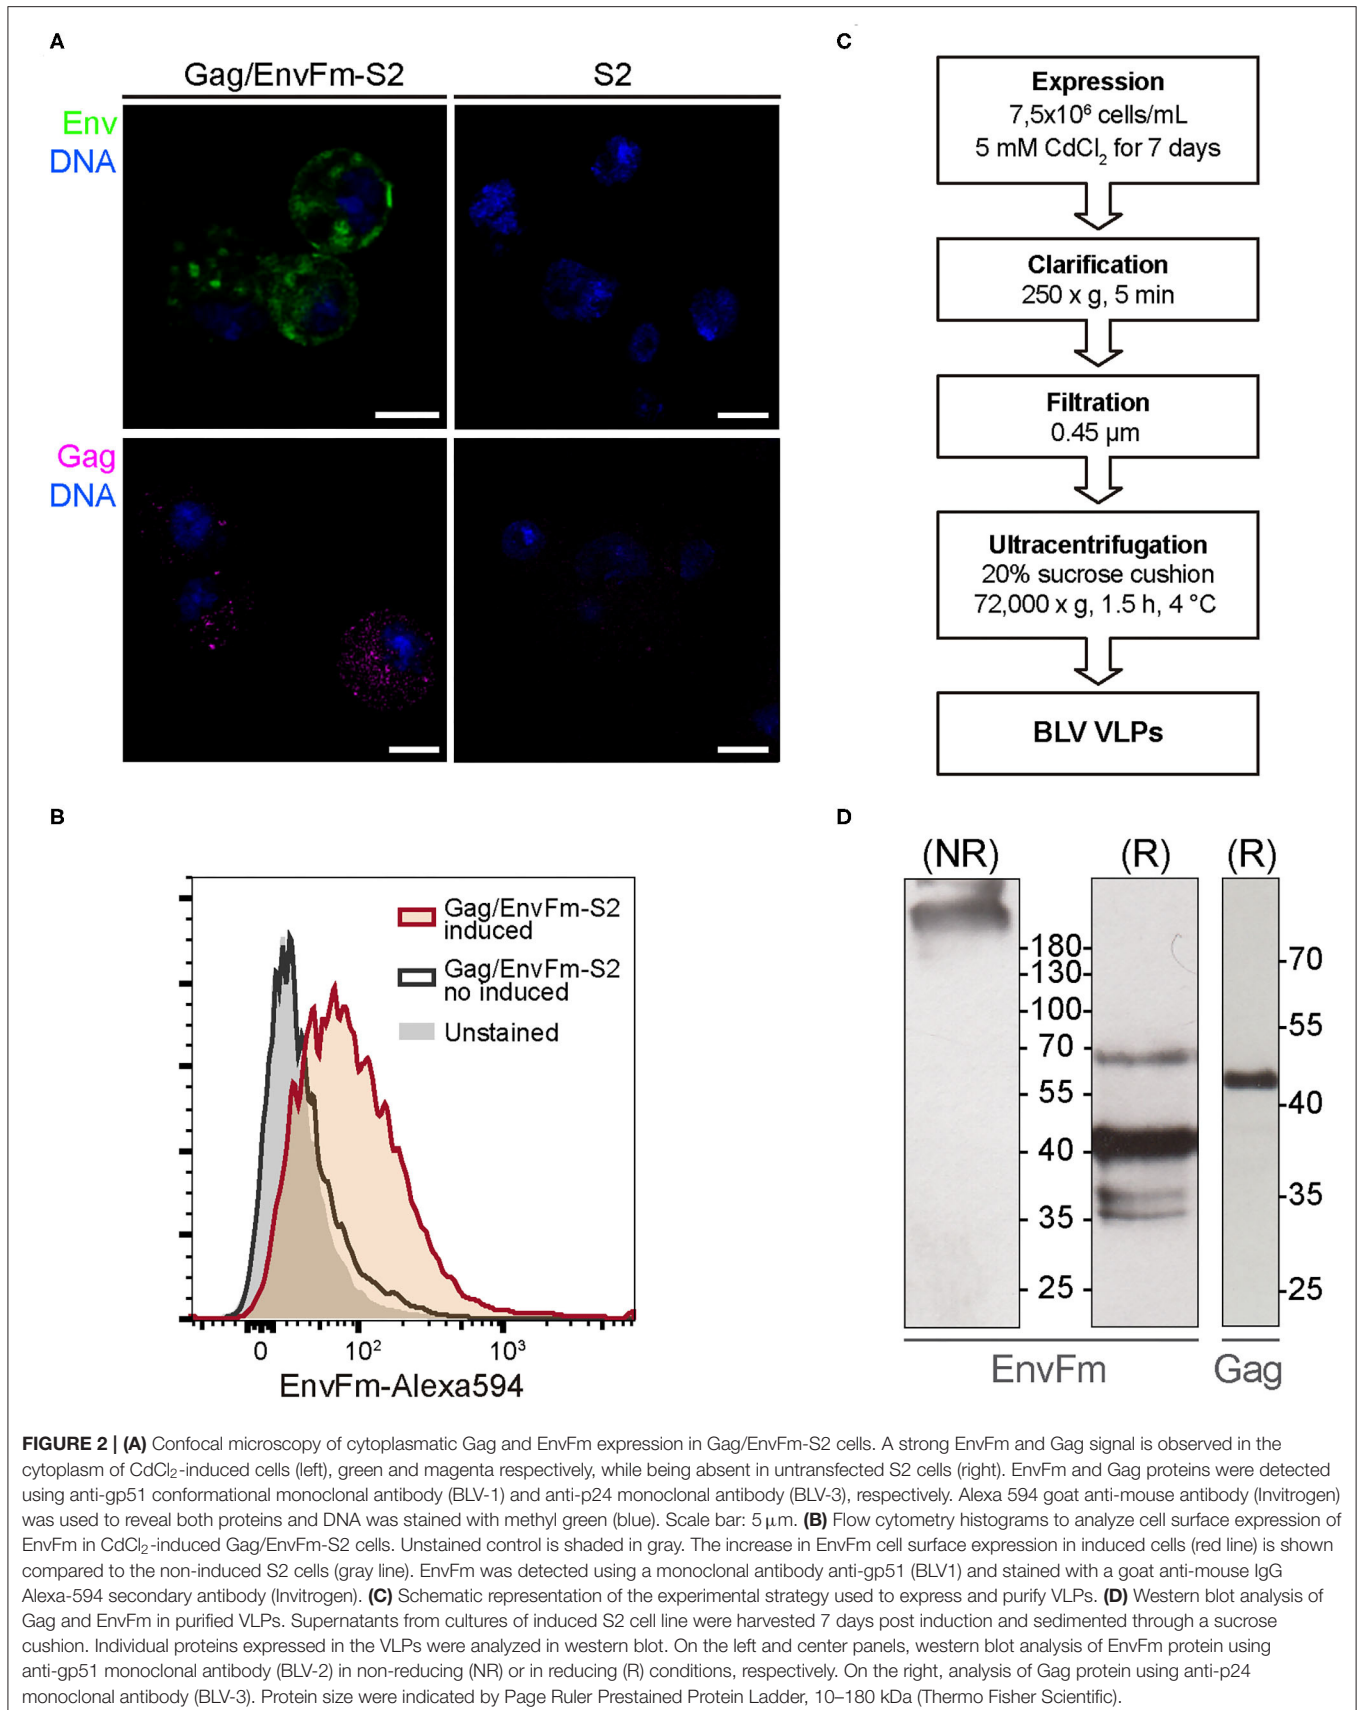 A
Gag/EnvFm-S2
S2
Env
DNA
Gag
DNA
C
Expression
7,5x10⁶ cells/mL
5 mM CdCl₂ for 7 days
Clarification
250 x g, 5 min
Filtration
0.45 µm
Ultracentrifugation
20% sucrose cushion
72,000 x g, 1.5 h, 4 °C
BLV VLPs
B
Gag/EnvFm-S2
induced
Gag/EnvFm-S2
no induced
Unstained
0
10²
10³
EnvFm-Alexa594
D
(NR)
(R)
(R)
180
130
100
70
55
40
35
25
70
55
40
35
25
EnvFm
Gag
FIGURE 2 | (A) Confocal microscopy of cytoplasmatic Gag and EnvFm expression in Gag/EnvFm-S2 cells. A strong EnvFm and Gag signal is observed in the
cytoplasm of CdCl₂-induced cells (left), green and magenta respectively, while being absent in untransfected S2 cells (right). EnvFm and Gag proteins were detected
using anti-gp51 conformational monoclonal antibody (BLV-1) and anti-p24 monoclonal antibody (BLV-3), respectively. Alexa 594 goat anti-mouse antibody (Invitrogen)
was used to reveal both proteins and DNA was stained with methyl green (blue). Scale bar: 5 µm. (B) Flow cytometry histograms to analyze cell surface expression of
EnvFm in CdCl₂-induced Gag/EnvFm-S2 cells. Unstained control is shaded in gray. The increase in EnvFm cell surface expression in induced cells (red line) is shown
compared to the non-induced S2 cells (gray line). EnvFm was detected using a monoclonal antibody anti-gp51 (BLV1) and stained with a goat anti-mouse IgG
Alexa-594 secondary antibody (Invitrogen). (C) Schematic representation of the experimental strategy used to express and purify VLPs. (D) Western blot analysis of
Gag and EnvFm in purified VLPs. Supernatants from cultures of induced S2 cell line were harvested 7 days post induction and sedimented through a sucrose
cushion. Individual proteins expressed in the VLPs were analyzed in western blot. On the left and center panels, western blot analysis of EnvFm protein using
anti-gp51 monoclonal antibody (BLV-2) in non-reducing (NR) or in reducing (R) conditions, respectively. On the right, analysis of Gag protein using anti-p24
monoclonal antibody (BLV-3). Protein size were indicated by Page Ruler Prestained Protein Ladder, 10–180 kDa (Thermo Fisher Scientific).